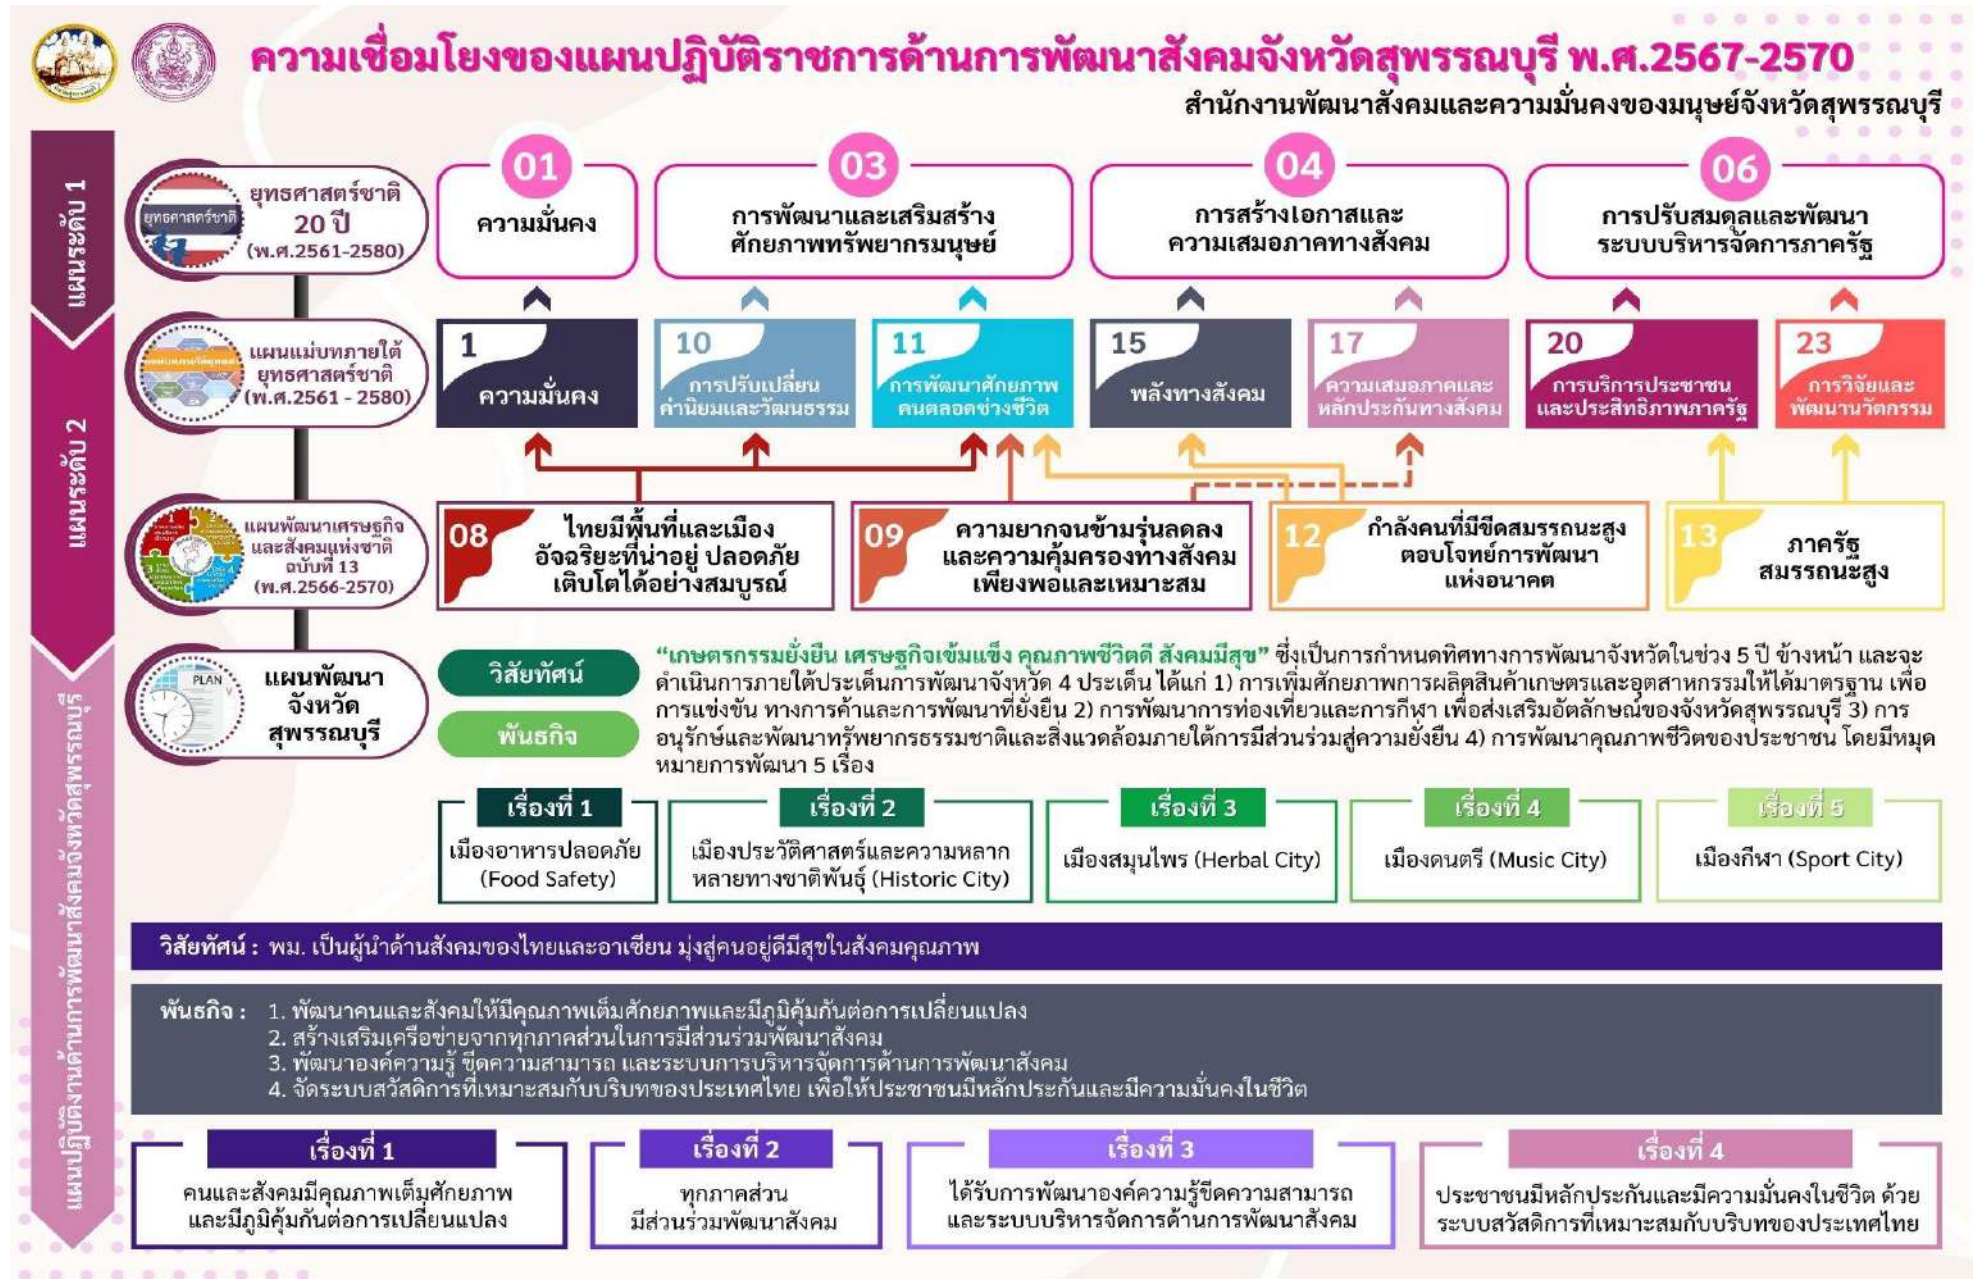 ความเชื่อมโยงของแผนปฏิบัติราชการด้านการพัฒนาสังคมจังหวัดสุพรรณบุรี พ.ศ.2567-2570
สำนักงานพัฒนาสังคมและความมั่นคงของมนุษย์จังหวัดสุพรรณบุรี
แผนระดับ 1
ยุทธศาสตร์ชาติ
ยุทธศาสตร์ชาติ
20 ปี
(พ.ศ.2561-2580)
01
ความมั่นคง
03
การพัฒนาและเสริมสร้าง
ศักยภาพทรัพยากรมนุษย์
04
การสร้างโอกาสและ
ความเสมอภาคทางสังคม
06
การปรับสมดุลและพัฒนา
ระบบบริหารจัดการภาครัฐ
แผนระดับ 2
แผนแม่บทภายใต้
ยุทธศาสตร์ชาติ
(พ.ศ.2561 - 2580)
1
ความมั่นคง
10
การปรับเปลี่ยน
ค่านิยมและวัฒนธรรม
11
การพัฒนาศักยภาพ
คนตลอดช่วงชีวิต
15
พลังทางสังคม
17
ความเสมอภาคและ
หลักประกันทางสังคม
20
การบริการประชาชน
และประสิทธิภาพภาครัฐ
23
การวิจัยและ
พัฒนานวัตกรรม
แผนพัฒนาเศรษฐกิจ
และสังคมแห่งชาติ
ฉบับที่ 13
(พ.ศ.2566-2570)
08
ไทยมีพื้นที่และเมือง
อัจฉริยะที่น่าอยู่ ปลอดภัย
เติบโตได้อย่างสมบูรณ์
09
ความยากจนข้ามรุ่นลดลง
และความคุ้มครองทางสังคม
เพียงพอและเหมาะสม
12
กำลังคนที่มีขีดสมรรถนะสูง
ตอบโจทย์การพัฒนา
แห่งอนาคต
13
ภาครัฐ
สมรรถนะสูง
แผนปฏิบัติงานด้านการพัฒนาสังคมจังหวัดสุพรรณบุรี
PLAN
แผนพัฒนา
จังหวัด
สุพรรณบุรี
วิสัยทัศน์
พันธกิจ
“เกษตรกรรมยั่งยืน เศรษฐกิจเข้มแข็ง คุณภาพชีวิตดี สังคมมีสุข” ซึ่งเป็นการกำหนดทิศทางการพัฒนาจังหวัดในช่วง 5 ปี ข้างหน้า และจะ
ดำเนินการภายใต้ประเด็นการพัฒนาจังหวัด 4 ประเด็น ได้แก่ 1) การเพิ่มศักยภาพการผลิตสินค้าเกษตรและอุตสาหกรรมให้ได้มาตรฐาน เพื่อ
การแข่งขัน ทางการค้าและการพัฒนาที่ยั่งยืน 2) การพัฒนาการท่องเที่ยวและการกีฬา เพื่อส่งเสริมอัตลักษณ์ของจังหวัดสุพรรณบุรี 3) การ
อนุรักษ์และพัฒนาทรัพยากรธรรมชาติและสิ่งแวดล้อมภายใต้การมีส่วนร่วมสู่ความยั่งยืน 4) การพัฒนาคุณภาพชีวิตของประชาชน โดยมีหมุด
หมายการพัฒนา 5 เรื่อง
เรื่องที่ 1
เมืองอาหารปลอดภัย
(Food Safety)
เรื่องที่ 2
เมืองประวัติศาสตร์และความหลาก
หลายทางชาติพันธุ์ (Historic City)
เรื่องที่ 3
เมืองสมุนไพร (Herbal City)
เรื่องที่ 4
เมืองดนตรี (Music City)
เรื่องที่ 5
เมืองกีฬา (Sport City)
วิสัยทัศน์ : พม. เป็นผู้นำด้านสังคมของไทยและอาเซียน มุ่งสู่คนอยู่ดีมีสุขในสังคมคุณภาพ
พันธกิจ : 1. พัฒนาคนและสังคมให้มีคุณภาพเต็มศักยภาพและมีภูมิคุ้มกันต่อการเปลี่ยนแปลง
2. สร้างเสริมเครือข่ายจากทุกภาคส่วนในการมีส่วนร่วมพัฒนาสังคม
3. พัฒนาองค์ความรู้ ขีดความสามารถ และระบบการบริหารจัดการด้านการพัฒนาสังคม
4. จัดระบบสวัสดิการที่เหมาะสมกับบริบทของประเทศไทย เพื่อให้ประชาชนมีหลักประกันและมีความมั่นคงในชีวิต
เรื่องที่ 1
คนและสังคมมีคุณภาพเต็มศักยภาพ
และมีภูมิคุ้มกันต่อการเปลี่ยนแปลง
เรื่องที่ 2
ทุกภาคส่วน
มีส่วนร่วมพัฒนาสังคม
เรื่องที่ 3
ได้รับการพัฒนาองค์ความรู้ขีดความสามารถ
และระบบบริหารจัดการด้านการพัฒนาสังคม
เรื่องที่ 4
ประชาชนมีหลักประกันและมีความมั่นคงในชีวิต ด้วย
ระบบสวัสดิการที่เหมาะสมกับบริบทของประเทศไทย